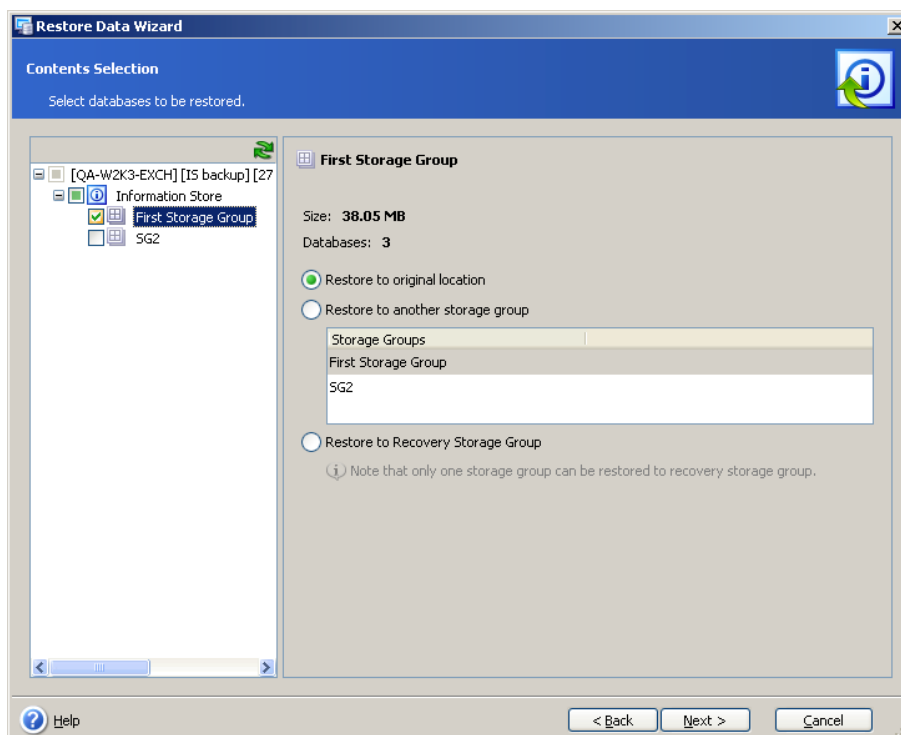 Restore Data Wizard
Contents Selection
Select databases to be restored.
[QA-W2K3-EXCH] [IS backup] [27
Information Store
First Storage Group
SG2
First Storage Group
Size: 38.05 MB
Databases: 3
Restore to original location
Restore to another storage group
Storage Groups
First Storage Group
SG2
Restore to Recovery Storage Group
Note that only one storage group can be restored to recovery storage group.
Help
< Back
Next >
Cancel